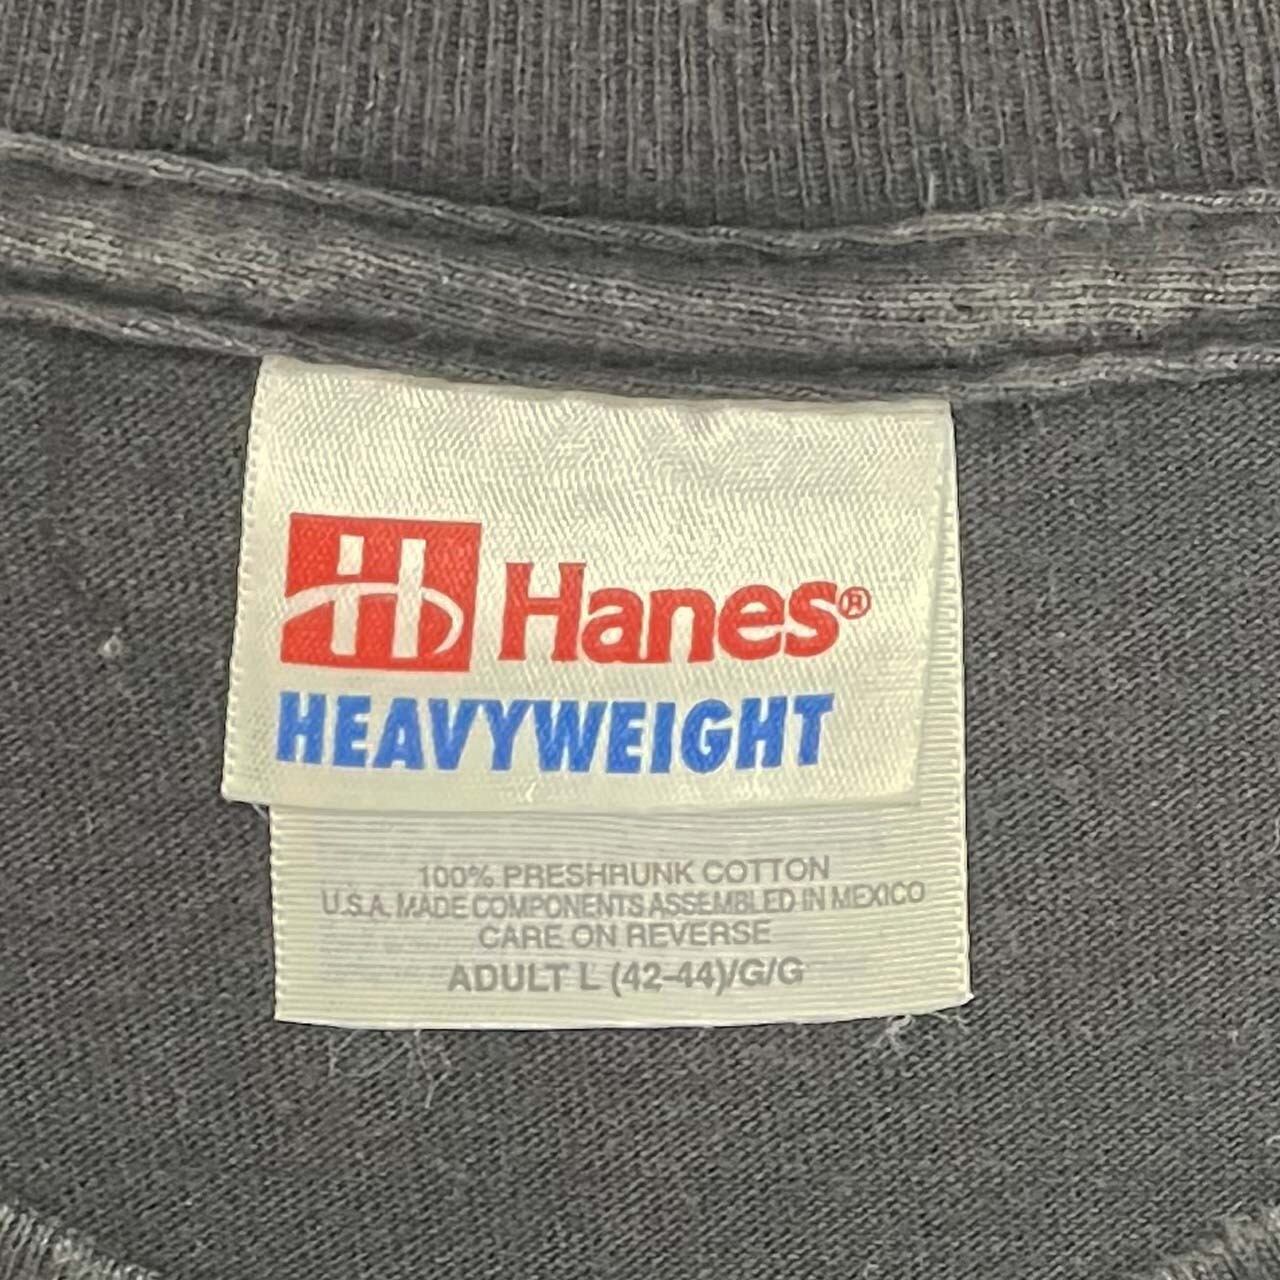 H Hanes®
HEAVYWEIGHT
100% PRESHRUNK COTTON
U.S.A. MADE COMPONENTS ASSEMBLED IN MEXICO
CARE ON REVERSE
ADULT L (42-44)/G/G